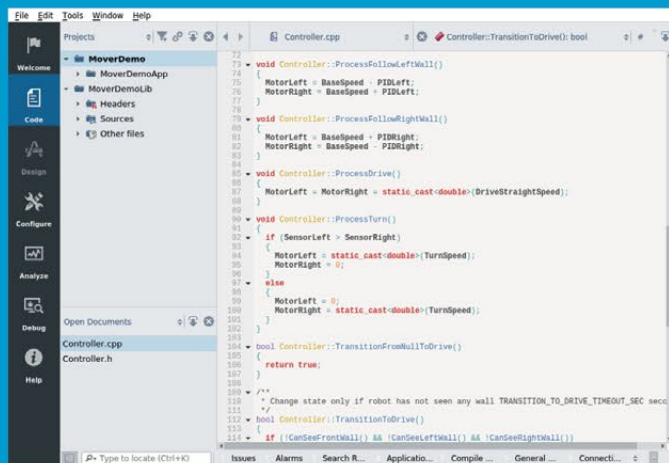 File Edit Tools Window Help
Projects
Controller.cpp
Controller::TransitionToDrive(): bool
#
Welcome
Code
Design
Configure
Analyze
Debug
Help
MoverDemo
MoverDemoApp
MoverDemoLib
Headers
Sources
Other files
Open Documents
Controller.cpp
Controller.h
72
73 void Controller::ProcessFollowLeftWall()
74 {
75 MotorLeft = BaseSpeed - PIDLeft;
76 MotorRight = BaseSpeed + PIDLeft;
77 }
78
79 void Controller::ProcessFollowRightWall()
80 {
81 MotorLeft = BaseSpeed + PIDRight;
82 MotorRight = BaseSpeed - PIDRight;
83 }
84
85 void Controller::ProcessDrive()
86 {
87 MotorLeft = MotorRight = static_cast<double>(DriveStraightSpeed);
88 }
89
90 void Controller::ProcessTurn()
91 {
92 if (SensorLeft > SensorRight)
93 {
94 MotorLeft = static_cast<double>(TurnSpeed);
95 MotorRight = 0;
96 }
97 else
98 {
99 MotorLeft = 0;
100 MotorRight = static_cast<double>(TurnSpeed);
101 }
102 }
103
104 bool Controller::TransitionFromNullToDrive()
105 {
106 return true;
107 }
108
109 /**
110 * Change state only if robot has not seen any wall TRANSITION_TO_DRIVE_TIMEOUT_SEC seco
111 */
112 bool Controller::TransitionToDrive()
113 {
114 if (!CanSeeFrontWall() && !CanSeeLeftWall() && !CanSeeRightWall())
Type to locate (Ctrl+K)
Issues Alarms Search R... Applicatio... Compile ... General ... Connecti...